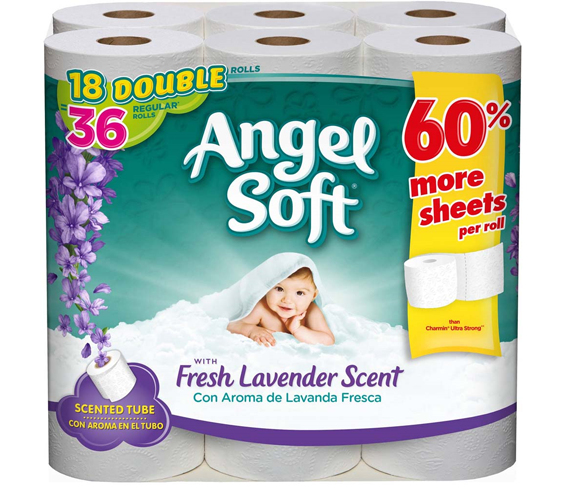 18 DOUBLE ROLLS
= 36 REGULAR† ROLLS
Angel
Soft®
60%
more
sheets
per roll
than
Charmin® Ultra Strong™
WITH
Fresh Lavender Scent
Con Aroma de Lavanda Fresca
SCENTED TUBE
CON AROMA EN EL TUBO